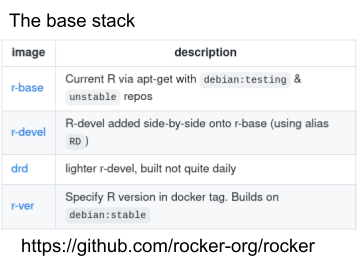 The base stack
image description
r-base Current R via apt-get with debian:testing &
unstable repos
r-devel R-devel added side-by-side onto r-base (using alias
RD )
drd lighter r-devel, built not quite daily
r-ver Specify R version in docker tag. Builds on
debian:stable
https://github.com/rocker-org/rocker